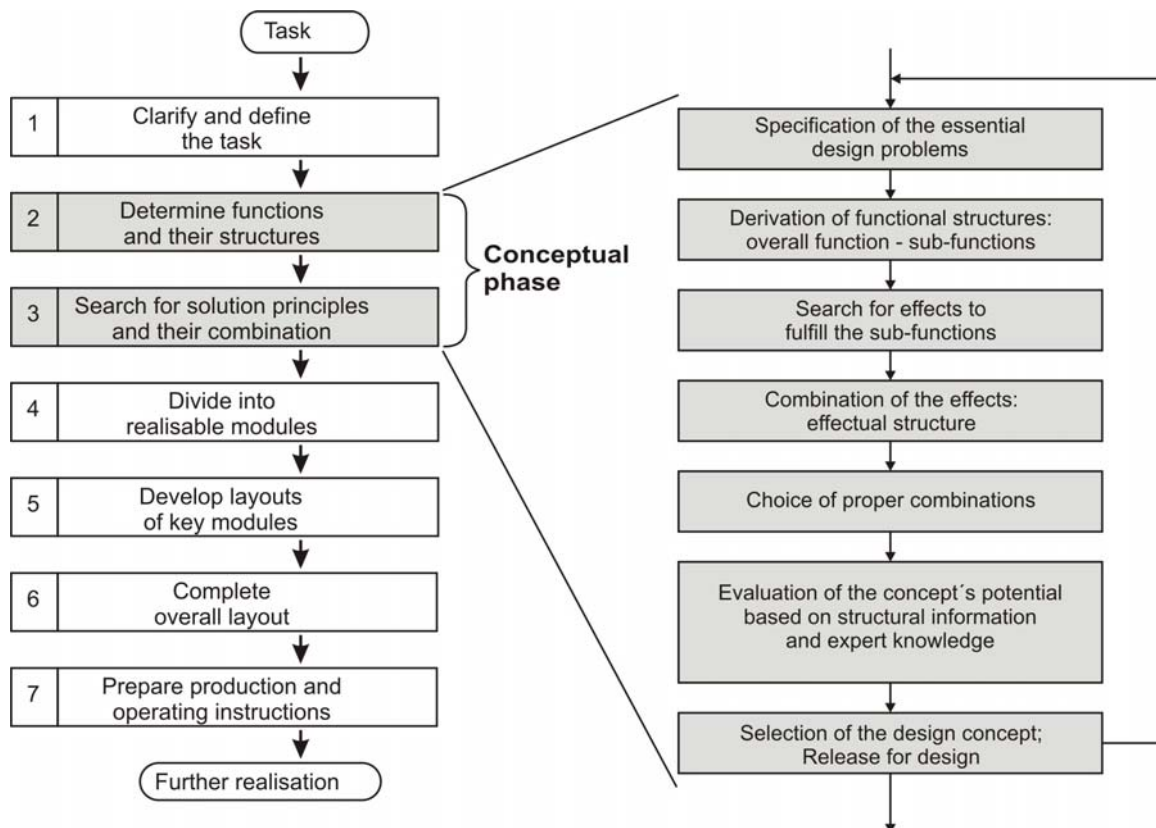 Task
1
Clarify and define
the task
2
Determine functions
and their structures
3
Search for solution principles
and their combination
Conceptual
phase
4
Divide into
realisable modules
5
Develop layouts
of key modules
6
Complete
overall layout
7
Prepare production and
operating instructions
Further realisation
Specification of the essential
design problems
Derivation of functional structures:
overall function - sub-functions
Search for effects to
fulfill the sub-functions
Combination of the effects:
effectual structure
Choice of proper combinations
Evaluation of the concept´s potential
based on structural information
and expert knowledge
Selection of the design concept;
Release for design